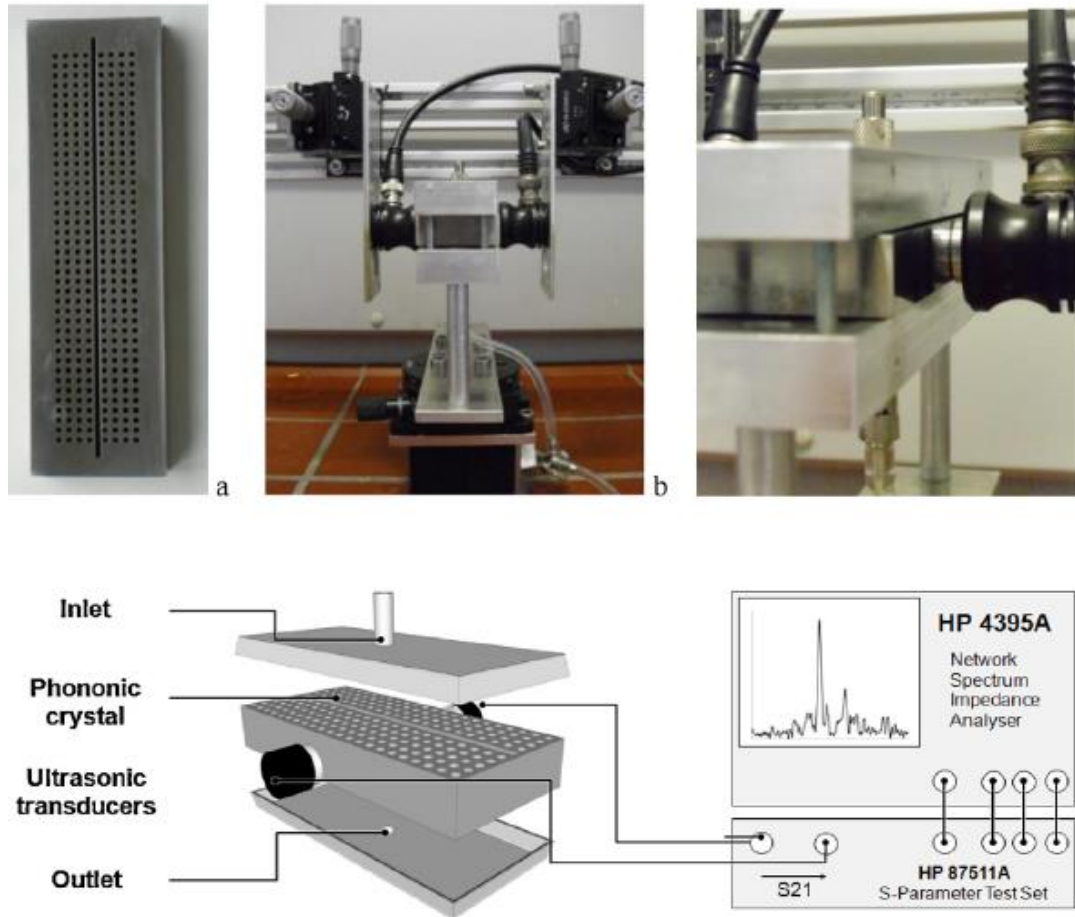 a
b
Inlet
Phononic
crystal
Ultrasonic
transducers
Outlet
HP 4395A
Network
Spectrum
Impedance
Analyser
S21
HP 87511A
S-Parameter Test Set